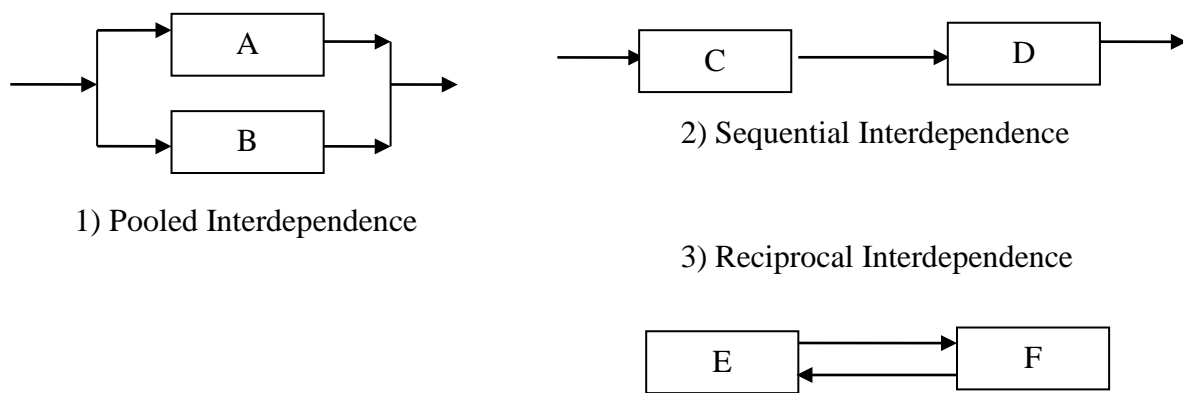 A
B
1) Pooled Interdependence
C
D
2) Sequential Interdependence
3) Reciprocal Interdependence
E
F